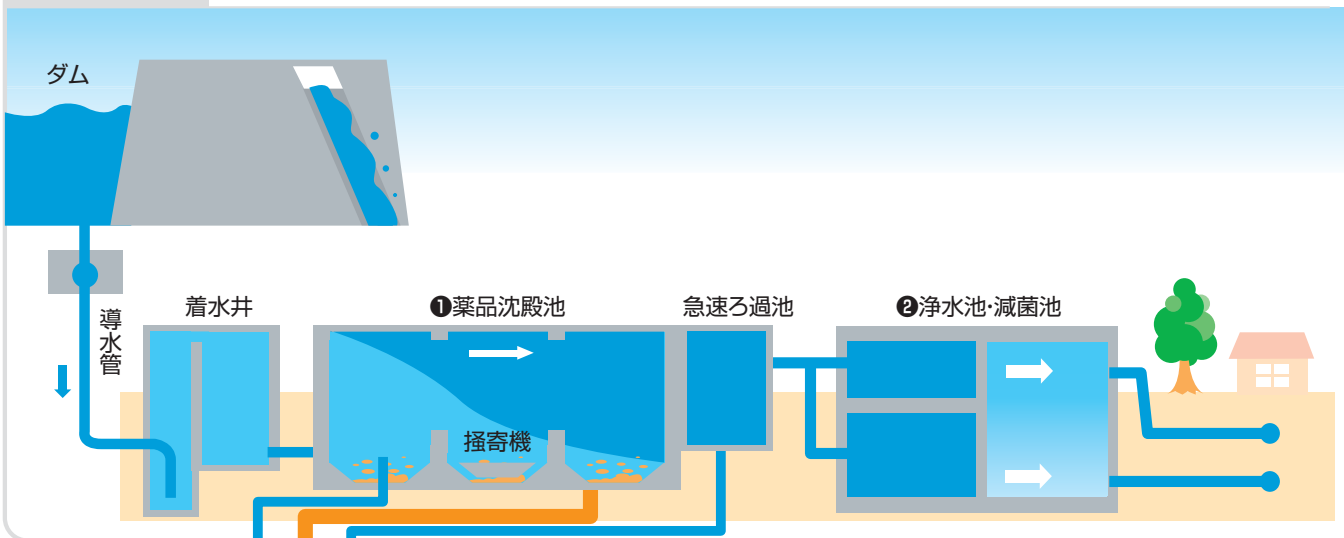 ダム
導水管
着水井
❶薬品沈殿池
掻寄機
急速ろ過池
❷浄水池・減菌池